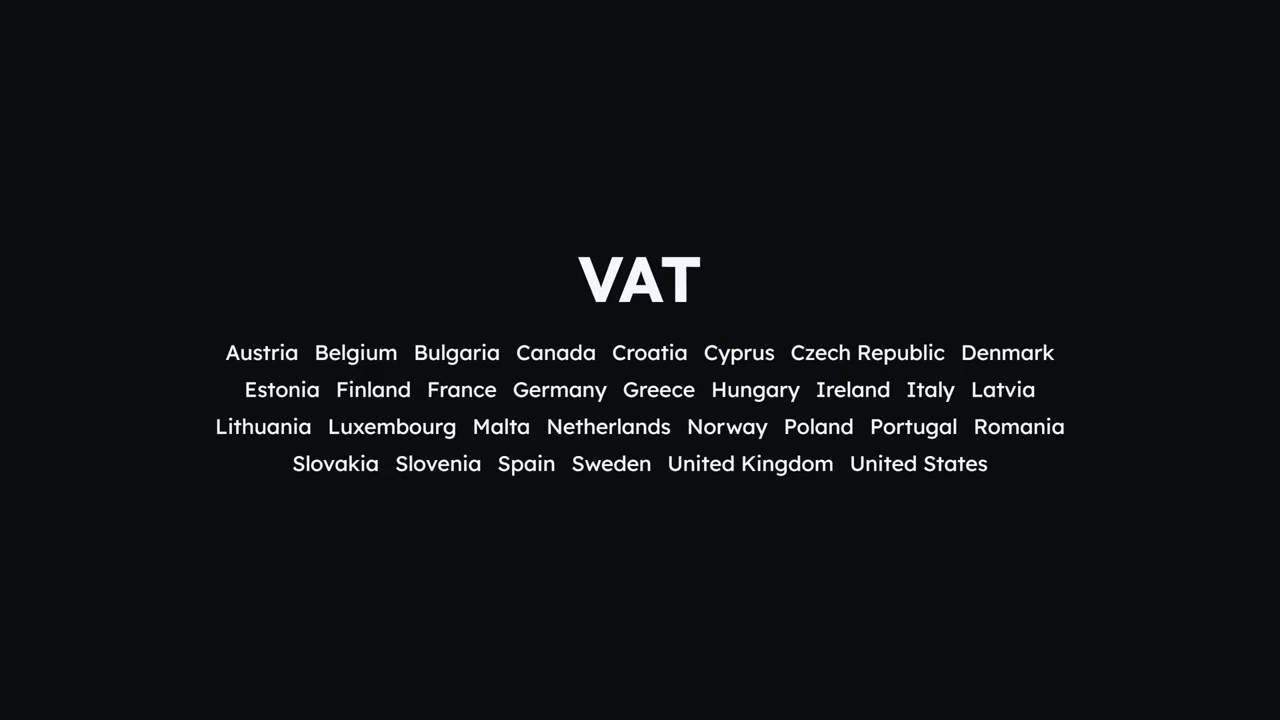 VAT
Austria Belgium Bulgaria Canada Croatia Cyprus Czech Republic Denmark
Estonia Finland France Germany Greece Hungary Ireland Italy Latvia
Lithuania Luxembourg Malta Netherlands Norway Poland Portugal Romania
Slovakia Slovenia Spain Sweden United Kingdom United States